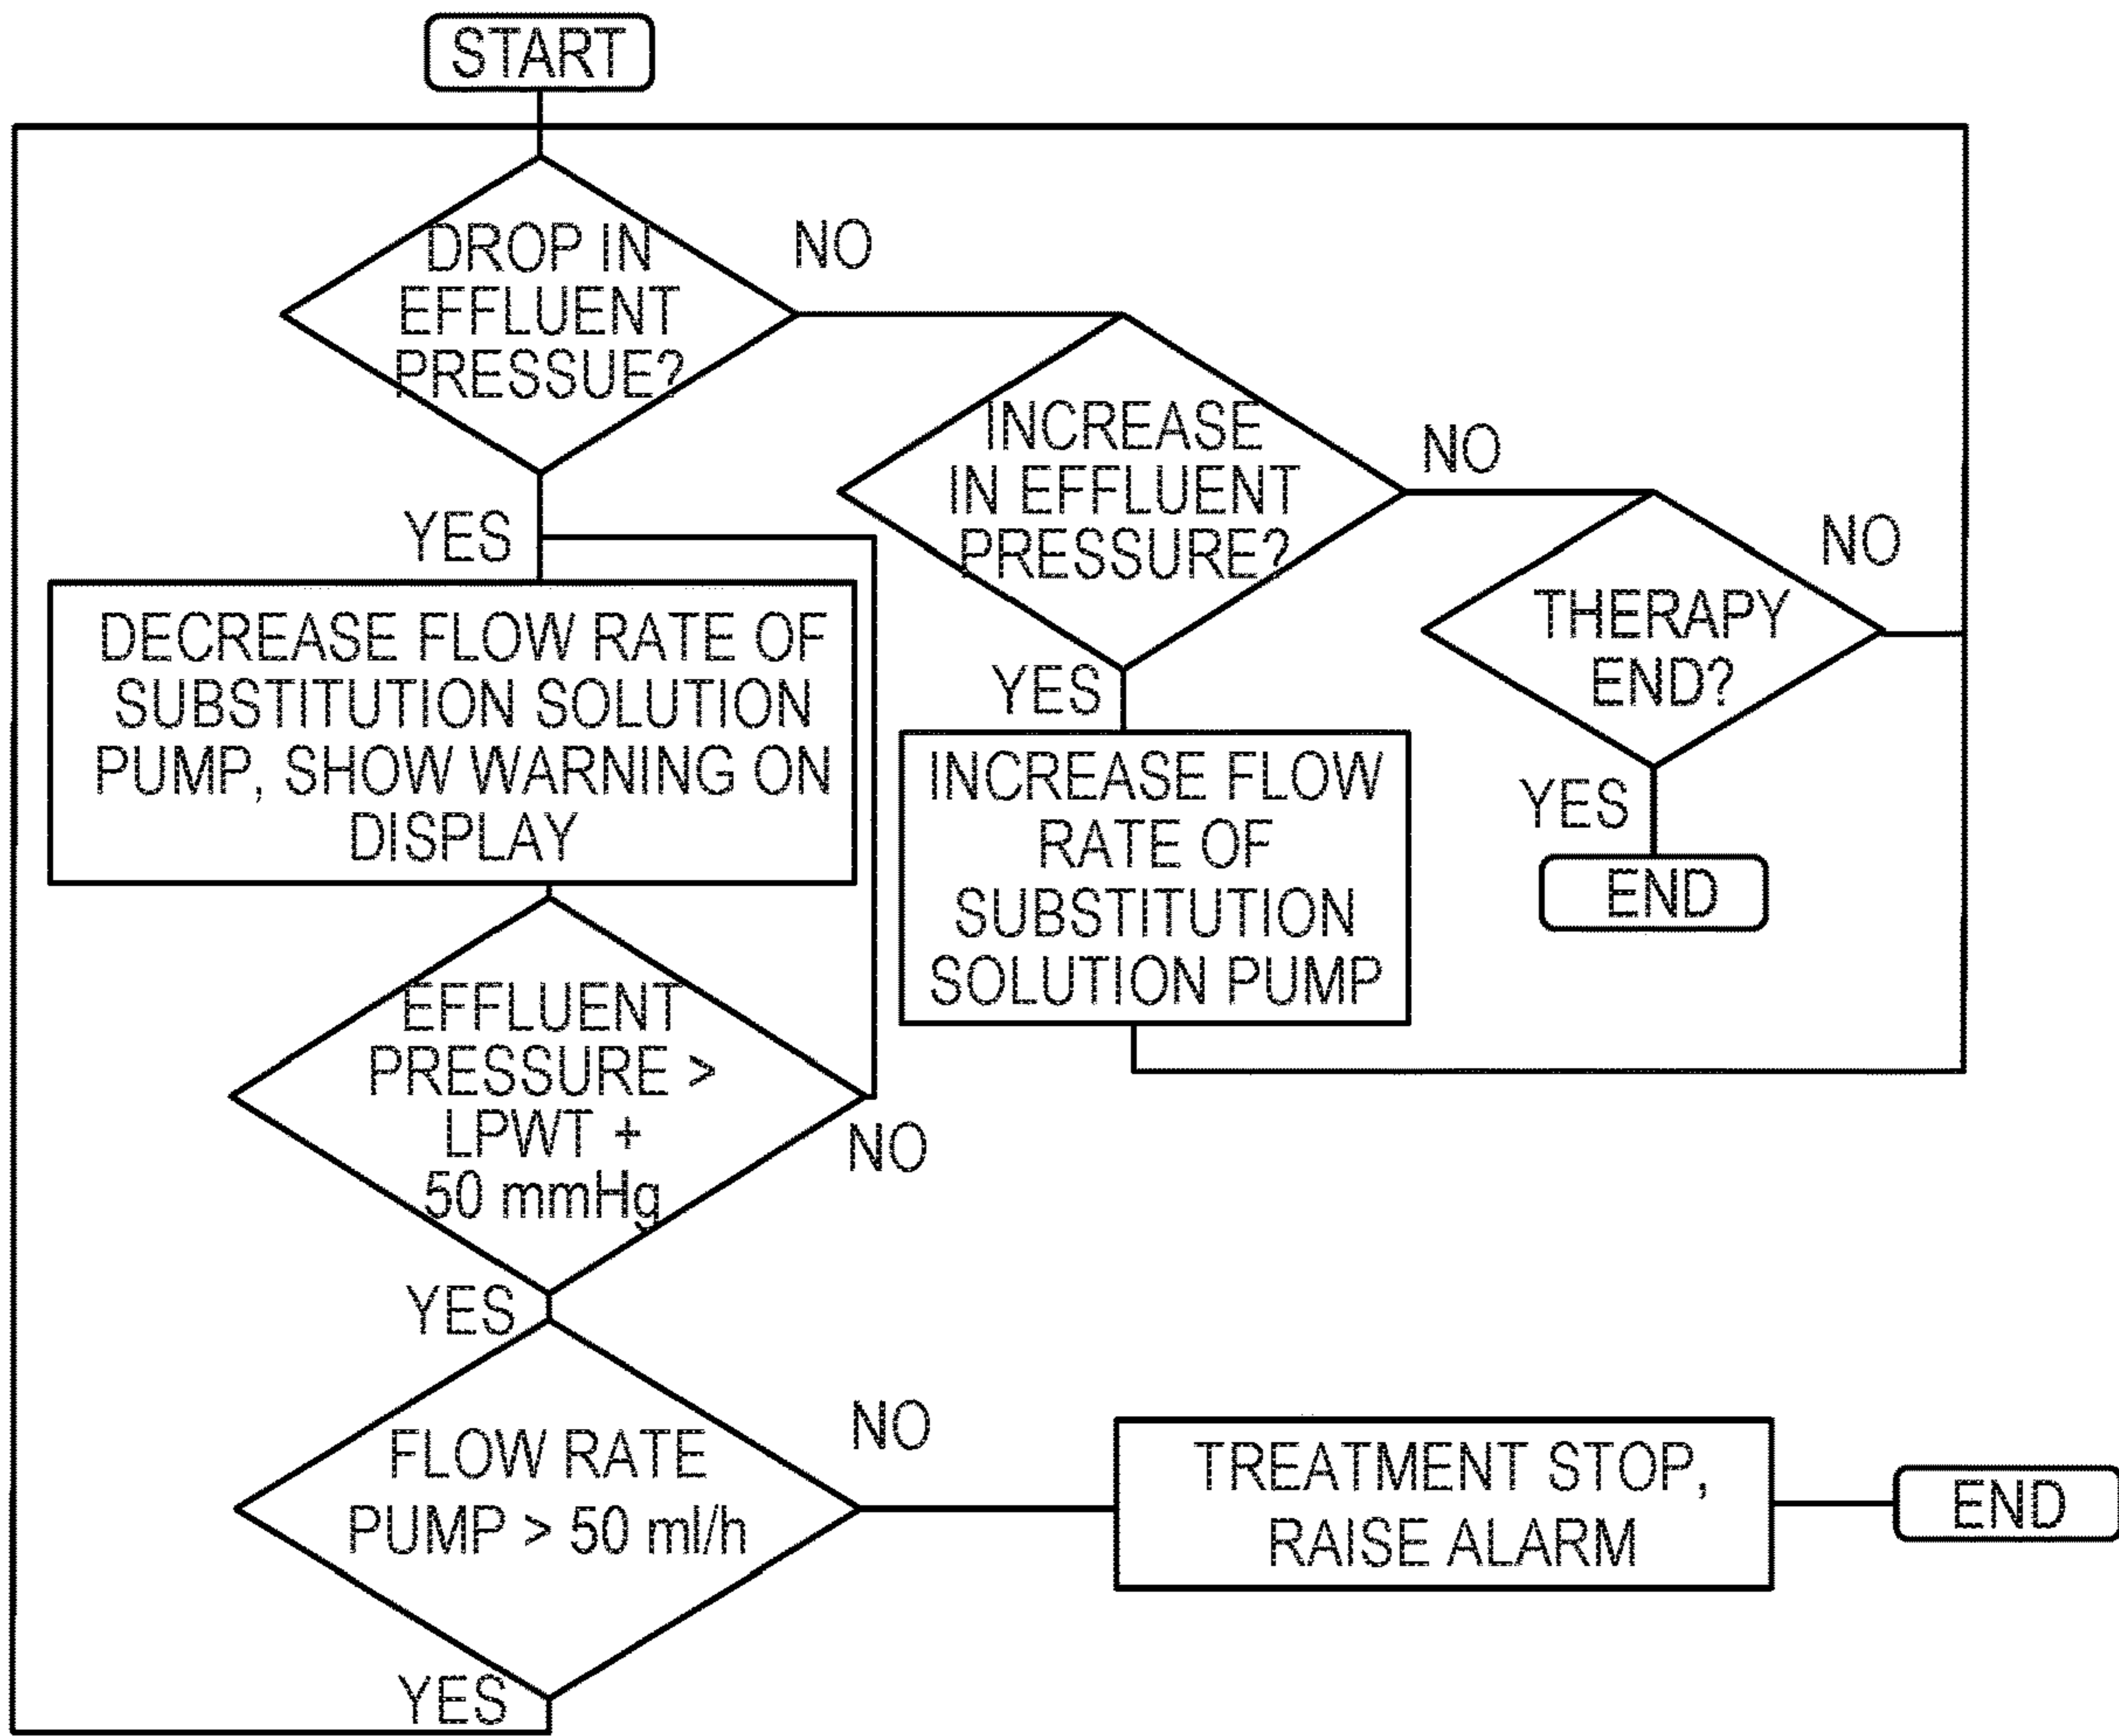 START
DROP IN
EFFLUENT
PRESSUE?
NO
YES
INCREASE
IN EFFLUENT
PRESSURE?
NO
YES
THERAPY
END?
NO
YES
END
DECREASE FLOW RATE OF
SUBSTITUTION SOLUTION
PUMP, SHOW WARNING ON
DISPLAY
INCREASE FLOW
RATE OF
SUBSTITUTION
SOLUTION PUMP
EFFLUENT
PRESSURE >
LPWT +
50 mmHg
NO
YES
FLOW RATE
PUMP > 50 ml/h
NO
YES
TREATMENT STOP,
RAISE ALARM
END